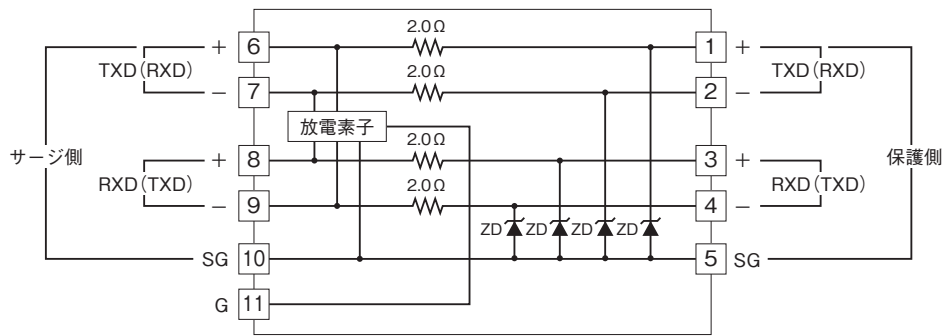 2.0Ω
+ 6 1 +
TXD(RXD) TXD(RXD)
2.0Ω
− 7 2 −
放電素子
2.0Ω
サージ側 保護側
+ 8 3 +
RXD(TXD) RXD(TXD)
2.0Ω
− 9 4 −
ZD ZD ZD ZD
SG 10 5 SG
G 11